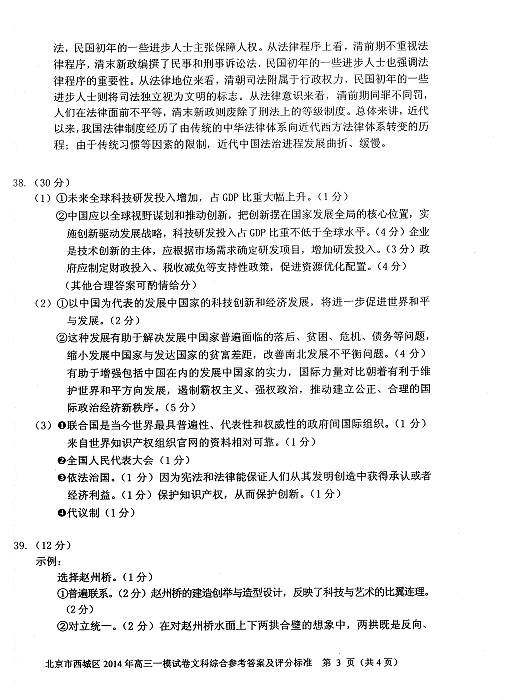 法，民国初年的一些进步人士主张保障人权。从法律程序上看，清前期不重视法
律程序，清末新政编撰了民事和刑事诉讼法，民国初年的一些进步人士也强调法
律程序的重要性。从法律地位来看，清朝司法附属于行政权力，民国初年的一些
进步人士则将司法独立视为文明的标志。从法律意识来看，清前期同罪不同罚，
人们在法律面前不平等，清末新政则废除了刑法上的等级制度。总体来讲，近代
以来，我国法律制度经历了由传统的中华法律体系向近代西方法律体系转变的历
程；由于传统习惯等因素的限制，近代中国法治进程发展曲折、缓慢。
38.（30 分）
（1）①未来全球科技研发投入增加，占 GDP 比重大幅上升。（1 分）
②中国应以全球视野谋划和推动创新，把创新摆在国家发展全局的核心位置，实
施创新驱动发展战略，科技研发投入占 GDP 比重不低于全球水平。（4 分）企业
是技术创新的主体，应根据市场需求确定研发项目，增加研发投入。（3 分）政
府应制定财政投入、税收减免等支持性政策，促进资源优化配置。（4 分）
（其他合理答案可酌情给分）
（2）①以中国为代表的发展中国家的科技创新和经济发展，将进一步促进世界和平
与发展。（2 分）
②这种发展有助于解决发展中国家普遍面临的落后、贫困、危机、债务等问题，
缩小发展中国家与发达国家的贫富差距，改善南北发展不平衡问题。（4 分）
有助于增强包括中国在内的发展中国家的实力，国际力量对比朝着有利于维
护世界和平方向发展，遏制霸权主义、强权政治，推动建立公正、合理的国
际政治经济新秩序。（5 分）
（3）❶联合国是当今世界最具普遍性、代表性和权威性的政府间国际组织。（1 分）
来自世界知识产权组织官网的资料相对可靠。（1 分）
❷全国人民代表大会（1 分）
❸依法治国。（1 分）因为宪法和法律能保证人们从其发明创造中获得承认或者
经济利益。（1 分）保护知识产权，从而保护创新。（1 分）
❹代议制（1 分）
39.（12 分）
示例：
选择赵州桥。（1 分）
①普遍联系。（2 分）赵州桥的建造创举与造型设计，反映了科技与艺术的比翼连理。
（2 分）
②对立统一。（2 分）在对赵州桥水面上下两拱合璧的想象中，两拱既是反向、
北京市西城区 2014 年高三一模试卷文科综合参考答案及评分标准 第 3 页（共 4 页）